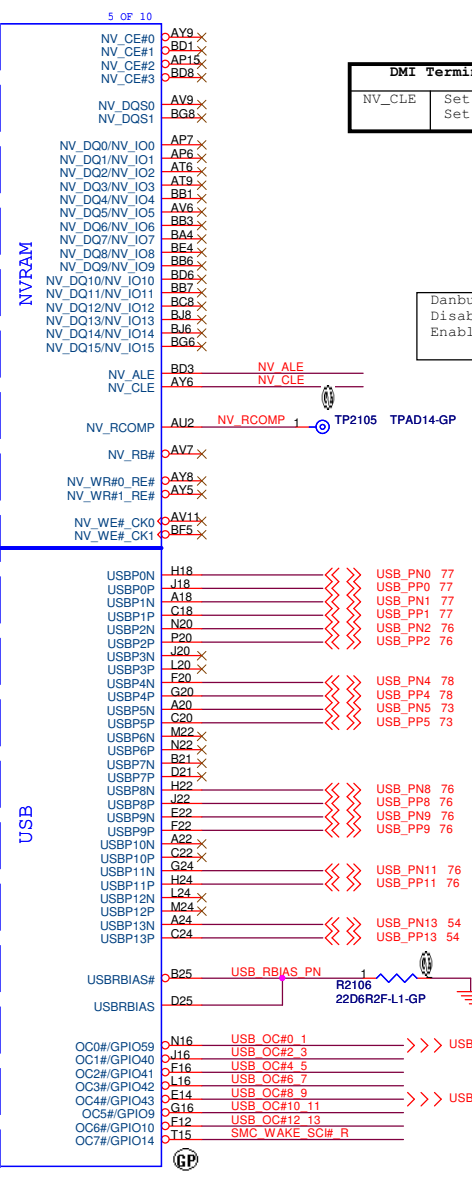 5 OF 10
NV_CE#0 AY9
NV_CE#1 BD1
NV_CE#2 AP15
NV_CE#3 BD8
NV_DQS0 AV9
NV_DQS1 BG8
NV_DQ0/NV_IO0 AP7
NV_DQ1/NV_IO1 AP6
NV_DQ2/NV_IO2 AT6
NV_DQ3/NV_IO3 AT9
NV_DQ4/NV_IO4 BB1
NV_DQ5/NV_IO5 AV6
NV_DQ6/NV_IO6 BB3
NV_DQ7/NV_IO7 BA4
NV_DQ8/NV_IO8 BE4
NV_DQ9/NV_IO9 BB6
NV_DQ10/NV_IO10 BD6
NV_DQ11/NV_IO11 BB7
NV_DQ12/NV_IO12 BC8
NV_DQ13/NV_IO13 BJ8
NV_DQ14/NV_IO14 BJ6
NV_DQ15/NV_IO15 BG6
NVRAM
NV_ALE BD3 NV_ALE
NV_CLE AY6 NV_CLE
NV_RCOMP AU2 NV_RCOMP 1 TP2105 TPAD14-GP
NV_RB# AV7
NV_WR#0_RE# AY8
NV_WR#1_RE# AY5
NV_WE#_CK0 AV11
NV_WE#_CK1 BF5
DMI Termin
NV_CLE Set
Set
Danbu
Disab
Enabl
USBP0N H18 USB_PN0 77
USBP0P J18 USB_PP0 77
USBP1N A18 USB_PN1 77
USBP1P C18 USB_PP1 77
USBP2N N20 USB_PN2 76
USBP2P P20 USB_PP2 76
USBP3N J20
USBP3P L20
USBP4N F20 USB_PN4 78
USBP4P G20 USB_PP4 78
USBP5N A20 USB_PN5 73
USBP5P C20 USB_PP5 73
USBP6N M22
USBP6P N22
USBP7N B21
USBP7P D21
USBP8N H22 USB_PN8 76
USBP8P J22 USB_PP8 76
USBP9N E22 USB_PN9 76
USBP9P F22 USB_PP9 76
USBP10N A22
USBP10P C22
USBP11N G24 USB_PN11 76
USBP11P H24 USB_PP11 76
USBP12N L24
USBP12P M24
USBP13N A24 USB_PN13 54
USBP13P C24 USB_PP13 54
USB
USBRBIAS# B25 USB_RBIAS_PN 1
R2106
22D6R2F-L1-GP
USBRBIAS D25
OC0#/GPIO59 N16 USB_OC#0_1 USB
OC1#/GPIO40 J16 USB_OC#2_3
OC2#/GPIO41 F16 USB_OC#4_5
OC3#/GPIO42 L16 USB_OC#6_7
OC4#/GPIO43 E14 USB_OC#8_9 USB
OC5#/GPIO9 G16 USB_OC#10_11
OC6#/GPIO10 F12 USB_OC#12_13
OC7#/GPIO14 T15 SMC_WAKE_SCI#_R
GP